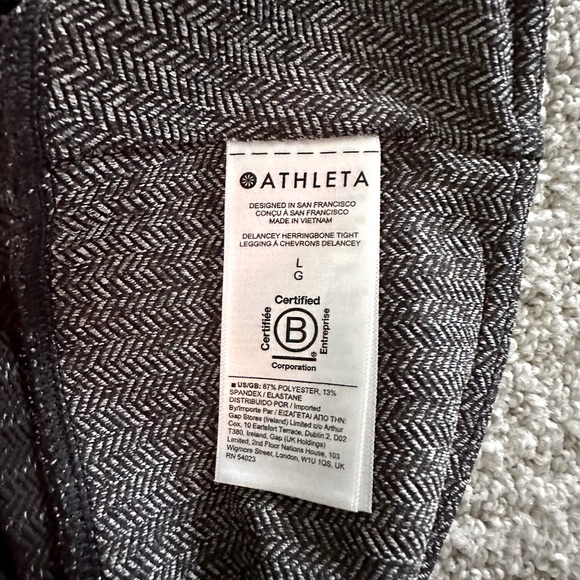 ATHLETA
DESIGNED IN SAN FRANCISCO
CONÇU À SAN FRANCISCO
MADE IN VIETNAM
DELANCEY HERRINGBONE TIGHT
LEGGING À CHEVRONS DELANCEY
L
G
Certified
Certifiée
B
Entreprise
®
Corporation
■ US/GB: 87% POLYESTER, 13%
SPANDEX / ELASTANE
DISTRIBUIDO POR / Imported
By/Importe Par / ΕΙΣΑΓΕΤΑΙ ΑΠΟ ΤΗΝ:
Gap Stores (Ireland) Limited c/o Arthur
Cox, 10 Earlsfort Terrace, Dublin 2, D02
T380, Ireland, Gap (UK Holdings)
Limited, 2nd Floor Nations House, 103
Wigmore Street, London, W1U 1QS, UK
RN 54023